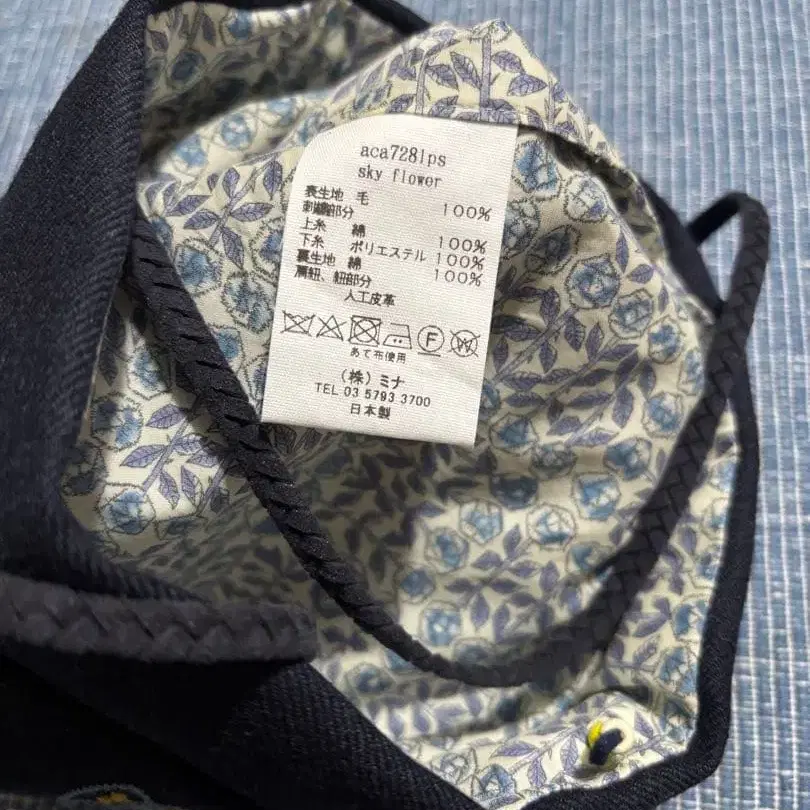 aca7281ps
sky flower
表生地 毛 100%
刺繍部分
上糸 綿 100%
下糸 ポリエステル 100%
裏生地 綿 100%
肩紐、紐部分
人工皮革
F
W
あて布使用
(株)ミナ
TEL 03 5793 3700
日本製